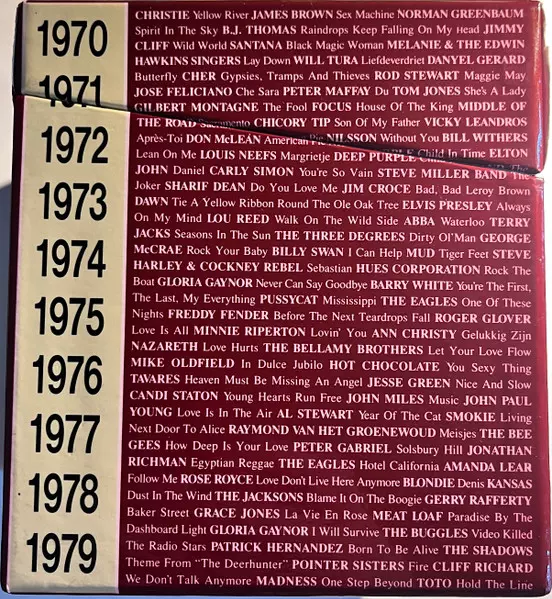 1970
1971
1972
1973
1974
1975
1976
1977
1978
1979
CHRISTIE Yellow River JAMES BROWN Sex Machine NORMAN GREENBAUM
Spirit In The Sky B.J. THOMAS Raindrops Keep Falling On My Head JIMMY
CLIFF Wild World SANTANA Black Magic Woman MELANIE & THE EDWIN
HAWKINS SINGERS Lay Down WILL TURA Liefdeverdriet DANYEL GERARD
Butterfly CHER Gypsies, Tramps And Thieves ROD STEWART Maggie May
JOSE FELICIANO Che Sara PETER MAFFAY Du TOM JONES She's A Lady
GILBERT MONTAGNE The Fool FOCUS House Of The King MIDDLE OF
THE ROAD Sacramento CHICORY TIP Son Of My Father VICKY LEANDROS
Après-Toi DON McLEAN American Pie NILSSON Without You BILL WITHERS
Lean On Me LOUIS NEEFS Margrietje DEEP PURPLE Child In Time ELTON
JOHN Daniel CARLY SIMON You're So Vain STEVE MILLER BAND The
Joker SHARIF DEAN Do You Love Me JIM CROCE Bad, Bad Leroy Brown
DAWN Tie A Yellow Ribbon Round The Ole Oak Tree ELVIS PRESLEY Always
On My Mind LOU REED Walk On The Wild Side ABBA Waterloo TERRY
JACKS Seasons In The Sun THE THREE DEGREES Dirty Ol'Man GEORGE
McCRAE Rock Your Baby BILLY SWAN I Can Help MUD Tiger Feet STEVE
HARLEY & COCKNEY REBEL Sebastian HUES CORPORATION Rock The
Boat GLORIA GAYNOR Never Can Say Goodbye BARRY WHITE You're The First,
The Last, My Everything PUSSYCAT Mississippi THE EAGLES One Of These
Nights FREDDY FENDER Before The Next Teardrops Fall ROGER GLOVER
Love Is All MINNIE RIPERTON Lovin' You ANN CHRISTY Gelukkig Zijn
NAZARETH Love Hurts THE BELLAMY BROTHERS Let Your Love Flow
MIKE OLDFIELD In Dulce Jubilo HOT CHOCOLATE You Sexy Thing
TAVARES Heaven Must Be Missing An Angel JESSE GREEN Nice And Slow
CANDI STATON Young Hearts Run Free JOHN MILES Music JOHN PAUL
YOUNG Love Is In The Air AL STEWART Year Of The Cat SMOKIE Living
Next Door To Alice RAYMOND VAN HET GROENEWOUD Meisjes THE BEE
GEES How Deep Is Your Love PETER GABRIEL Solsbury Hill JONATHAN
RICHMAN Egyptian Reggae THE EAGLES Hotel California AMANDA LEAR
Follow Me ROSE ROYCE Love Don't Live Here Anymore BLONDIE Denis KANSAS
Dust In The Wind THE JACKSONS Blame It On The Boogie GERRY RAFFERTY
Baker Street GRACE JONES La Vie En Rose MEAT LOAF Paradise By The
Dashboard Light GLORIA GAYNOR I Will Survive THE BUGGLES Video Killed
The Radio Stars PATRICK HERNANDEZ Born To Be Alive THE SHADOWS
Theme From "The Deerhunter" POINTER SISTERS Fire CLIFF RICHARD
We Don't Talk Anymore MADNESS One Step Beyond TOTO Hold The Line